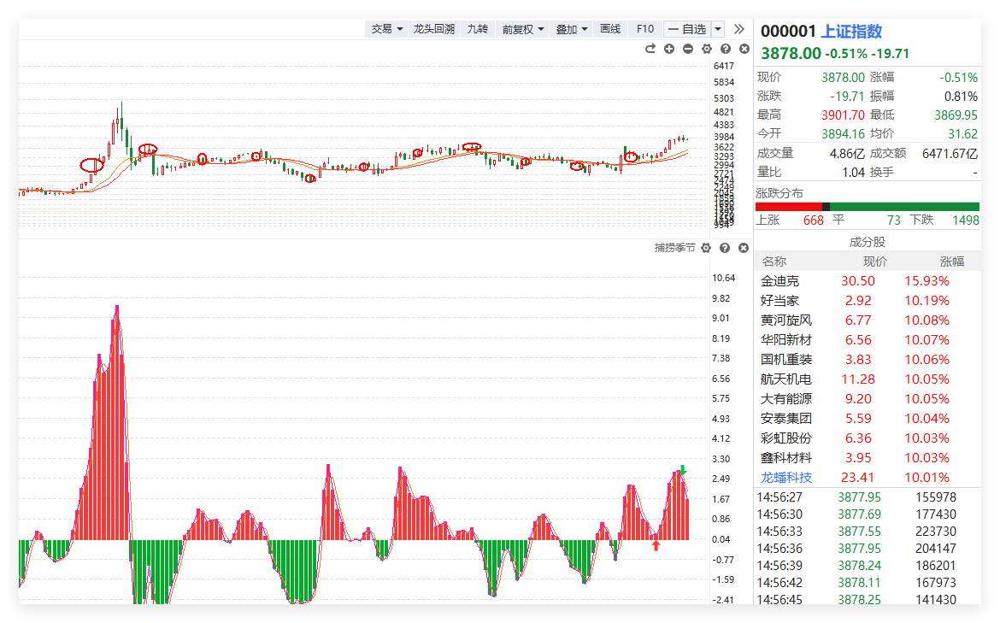 交易 龙头回溯 九转 前复权 叠加 画线 F10 一 自选
6417
5834
5303
4821
4383
3984
3622
3293
2994
2721
2474
2249
2045
994
捕捞季节
10.64
9.82
9.01
8.19
7.38
6.56
5.75
4.93
4.12
3.30
2.49
1.67
0.86
0.04
-0.77
-1.59
-2.41
000001 上证指数
3878.00 -0.51% -19.71
现价 3878.00 涨幅 -0.51%
涨跌 -19.71 振幅 0.81%
最高 3901.70 最低 3869.95
今开 3894.16 均价 31.62
成交量 4.86亿 成交额 6471.67亿
量比 1.04 换手 -
涨跌分布
上涨 668 平 73 下跌 1498
成分股
名称 现价 涨幅
金迪克 30.50 15.93%
好当家 2.92 10.19%
黄河旋风 6.77 10.08%
华阳新材 6.56 10.07%
国机重装 3.83 10.06%
航天机电 11.28 10.05%
大有能源 9.20 10.05%
安泰集团 5.59 10.04%
彩虹股份 6.36 10.03%
鑫科材料 3.95 10.03%
龙蟠科技 23.41 10.01%
14:56:27 3877.95 155978
14:56:30 3877.69 177430
14:56:33 3877.55 223730
14:56:36 3877.95 204147
14:56:39 3878.24 186201
14:56:42 3878.11 167973
14:56:45 3878.25 141430